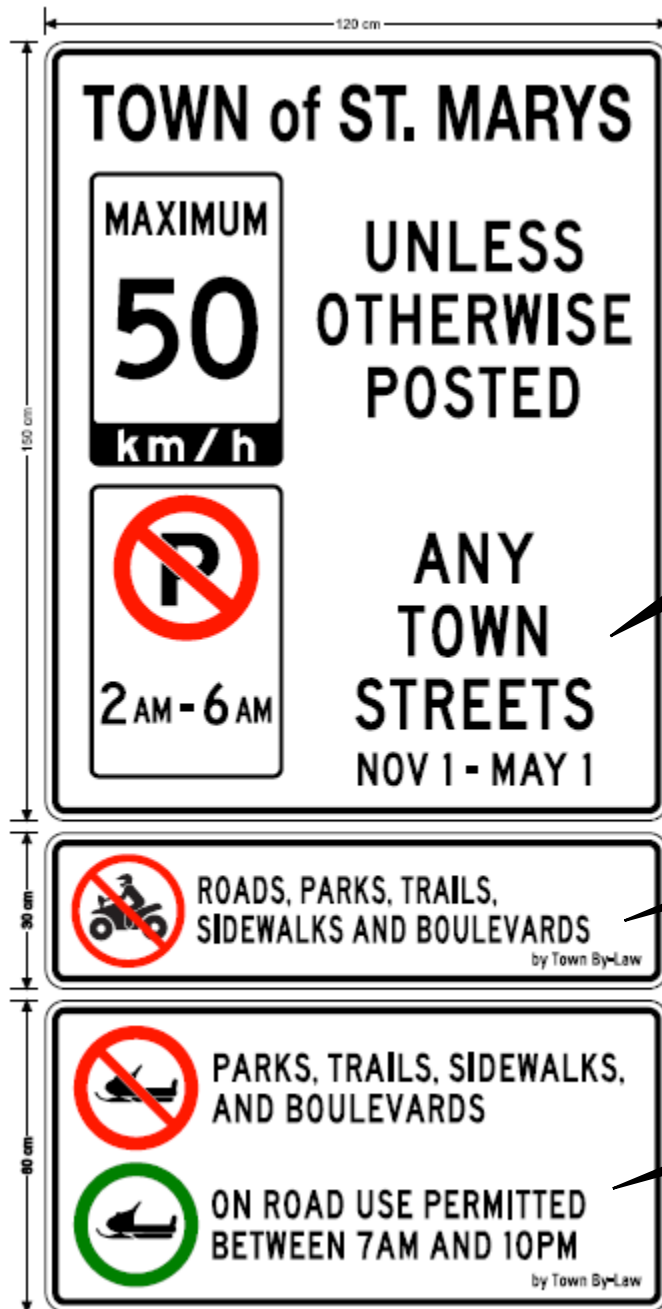 120 cm
TOWN of ST. MARYS
MAXIMUM
50
km/h
UNLESS
OTHERWISE
POSTED
150 cm
P
2 AM - 6 AM
ANY
TOWN
STREETS
NOV 1 - MAY 1
30 cm
ROADS, PARKS, TRAILS,
SIDEWALKS AND BOULEVARDS
by Town By-Law
PARKS, TRAILS, SIDEWALKS,
AND BOULEVARDS
60 cm
ON ROAD USE PERMITTED
BETWEEN 7AM AND 10PM
by Town By-Law